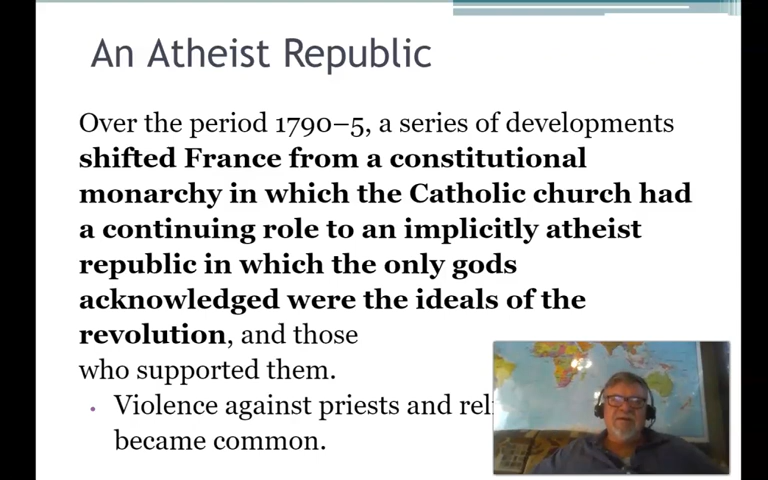 An Atheist Republic
Over the period 1790–5, a series of developments
shifted France from a constitutional
monarchy in which the Catholic church had
a continuing role to an implicitly atheist
republic in which the only gods
acknowledged were the ideals of the
revolution, and those
who supported them.
• Violence against priests and
became common.